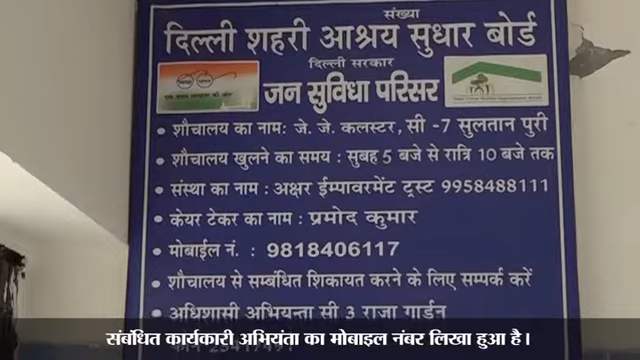 संख्या
दिल्ली शहरी आश्रय सुधार बोर्ड
दिल्ली सरकार
जन सुविधा परिसर
• शौचालय का नाम: जे. जे. कलस्टर, सी -7 सुलतान पुरी
• शौचालय खुलने का समय : सुबह 5 बजे से रात्रि 10 बजे तक
• संस्था का नाम : अक्षर ईम्पावरमेंट ट्रस्ट 9958488111
• केयर टेकर का नाम : प्रमोद कुमार
• मोबाईल नं. : 9818406117
• शौचालय से सम्बंधित शिकायत करने के लिए सम्पर्क करें
• अधिशासी अभियन्ता सी 3 राजा गार्डन
संबंधित कार्यकारी अभियंता का मोबाइल नंबर लिखा हुआ है।